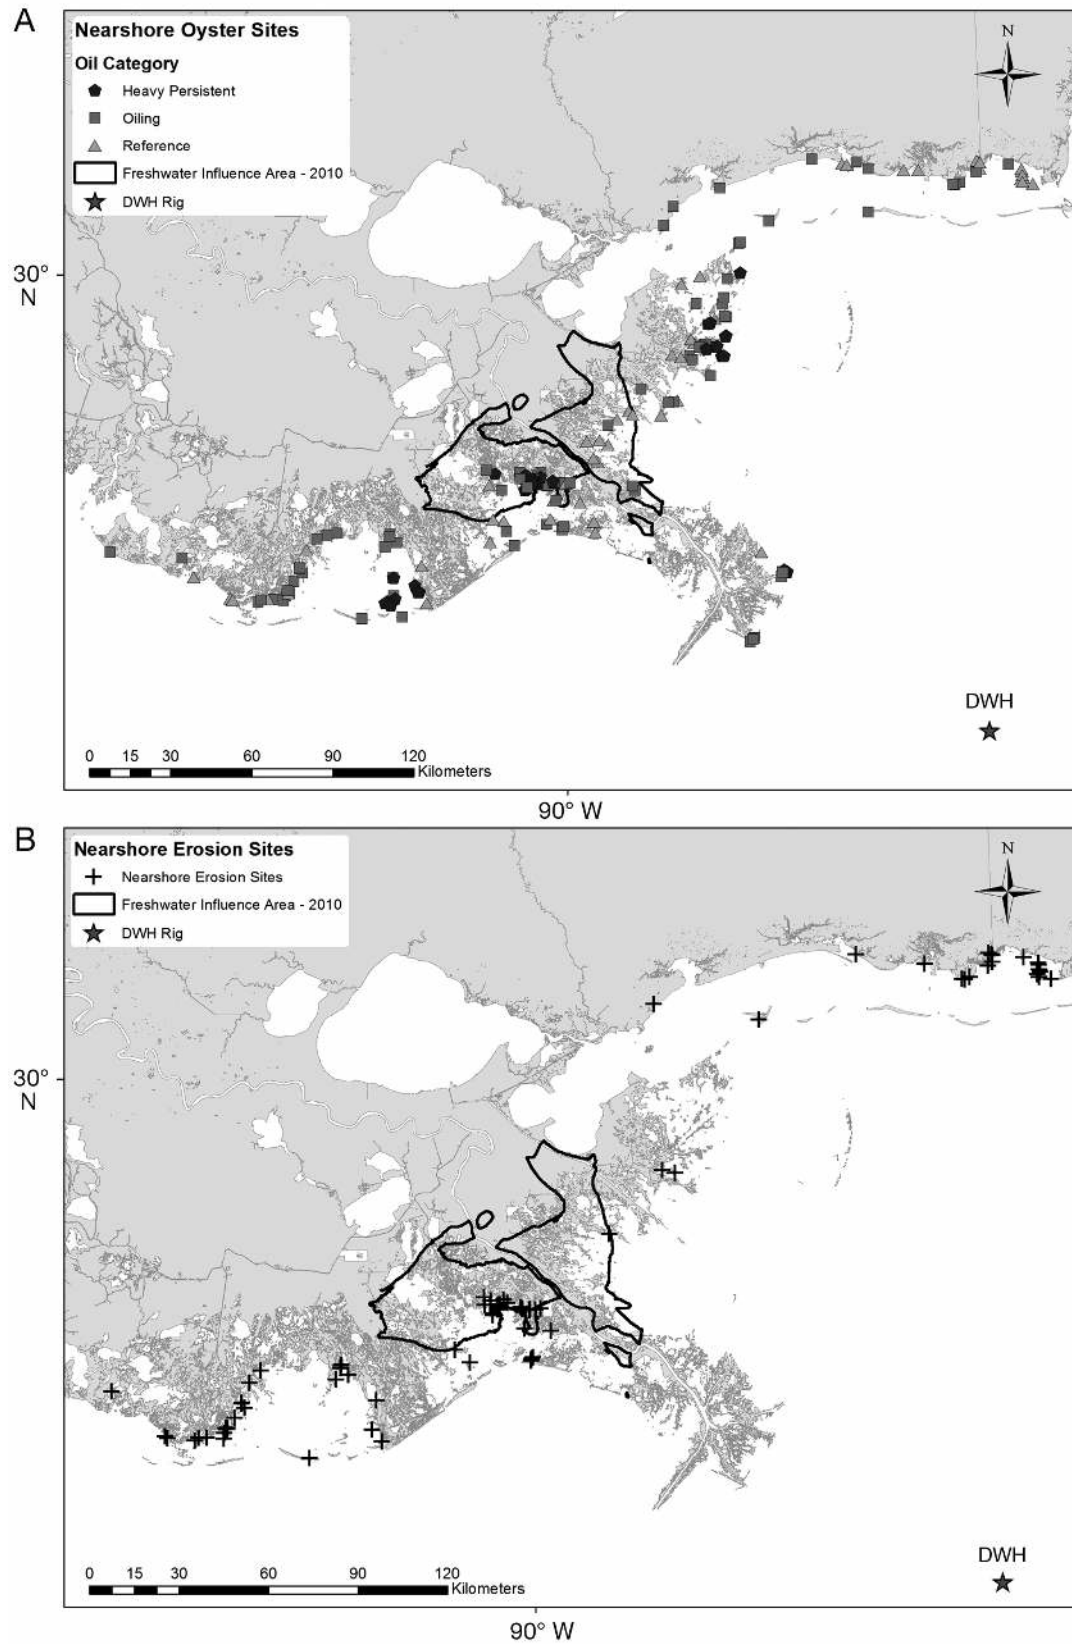 A
Nearshore Oyster Sites
Oil Category
Heavy Persistent
Oiling
Reference
Freshwater Influence Area - 2010
DWH Rig
N
30°
N
DWH
0 15 30 60 90 120
Kilometers
90° W
B
Nearshore Erosion Sites
Nearshore Erosion Sites
Freshwater Influence Area - 2010
DWH Rig
N
30°
N
DWH
0 15 30 60 90 120
Kilometers
90° W